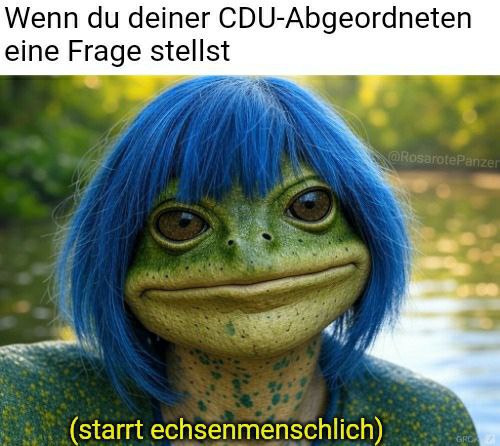 Wenn du deiner CDU-Abgeordneten
eine Frage stellst
@RosarotePanzer
(starrt echsenmenschlich)